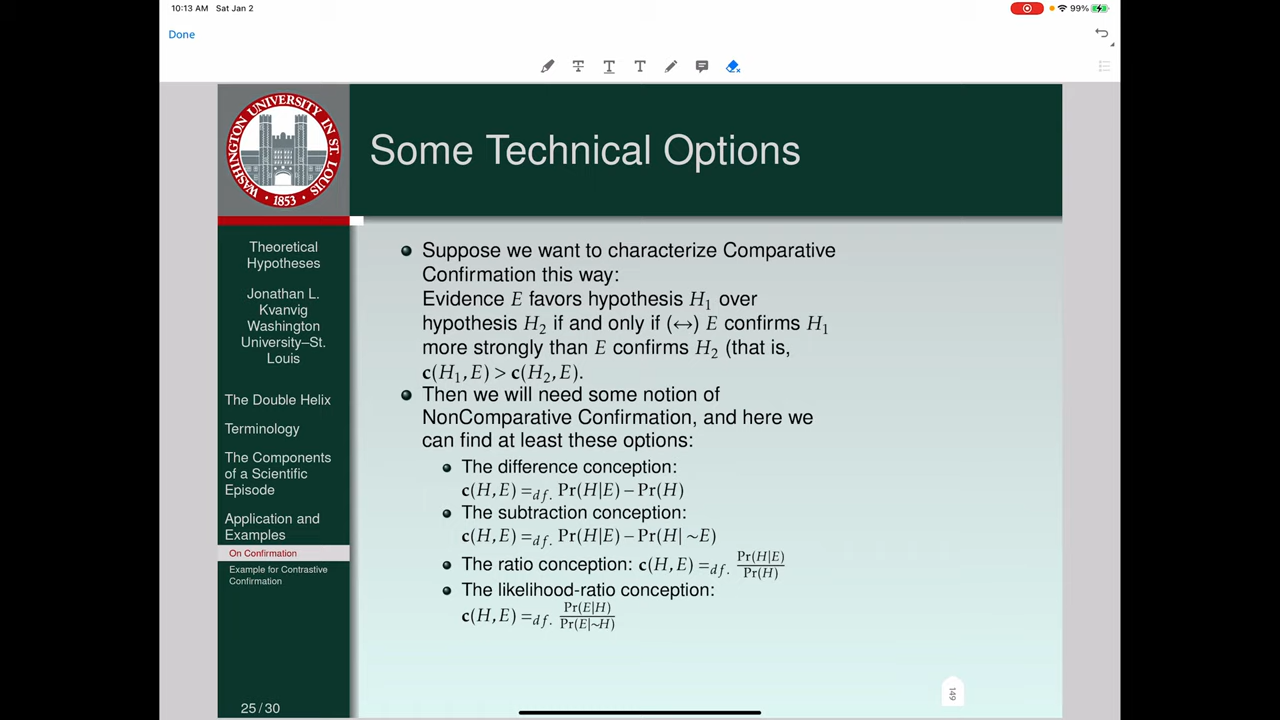 10:13 AM Sat Jan 2
99%
Done
WASHINGTON·UNIVERSITY·IN·ST.LOUIS·
·1853·
Some Technical Options
Theoretical
Hypotheses
Jonathan L.
Kvanvig
Washington
University–St.
Louis
The Double Helix
Terminology
The Components
of a Scientific
Episode
Application and
Examples
On Confirmation
Example for Contrastive
Confirmation
25 / 30
Suppose we want to characterize Comparative
Confirmation this way:
Evidence E favors hypothesis H₁ over
hypothesis H₂ if and only if (↔) E confirms H₁
more strongly than E confirms H₂ (that is,
c(H₁,E) > c(H₂,E).
Then we will need some notion of
NonComparative Confirmation, and here we
can find at least these options:
The difference conception:
c(H,E) =df. Pr(H|E) − Pr(H)
The subtraction conception:
c(H,E) =df. Pr(H|E) − Pr(H| ∼E)
The ratio conception: c(H,E) =df. Pr(H|E)/Pr(H)
The likelihood-ratio conception:
c(H,E) =df. Pr(E|H)/Pr(E|∼H)
149